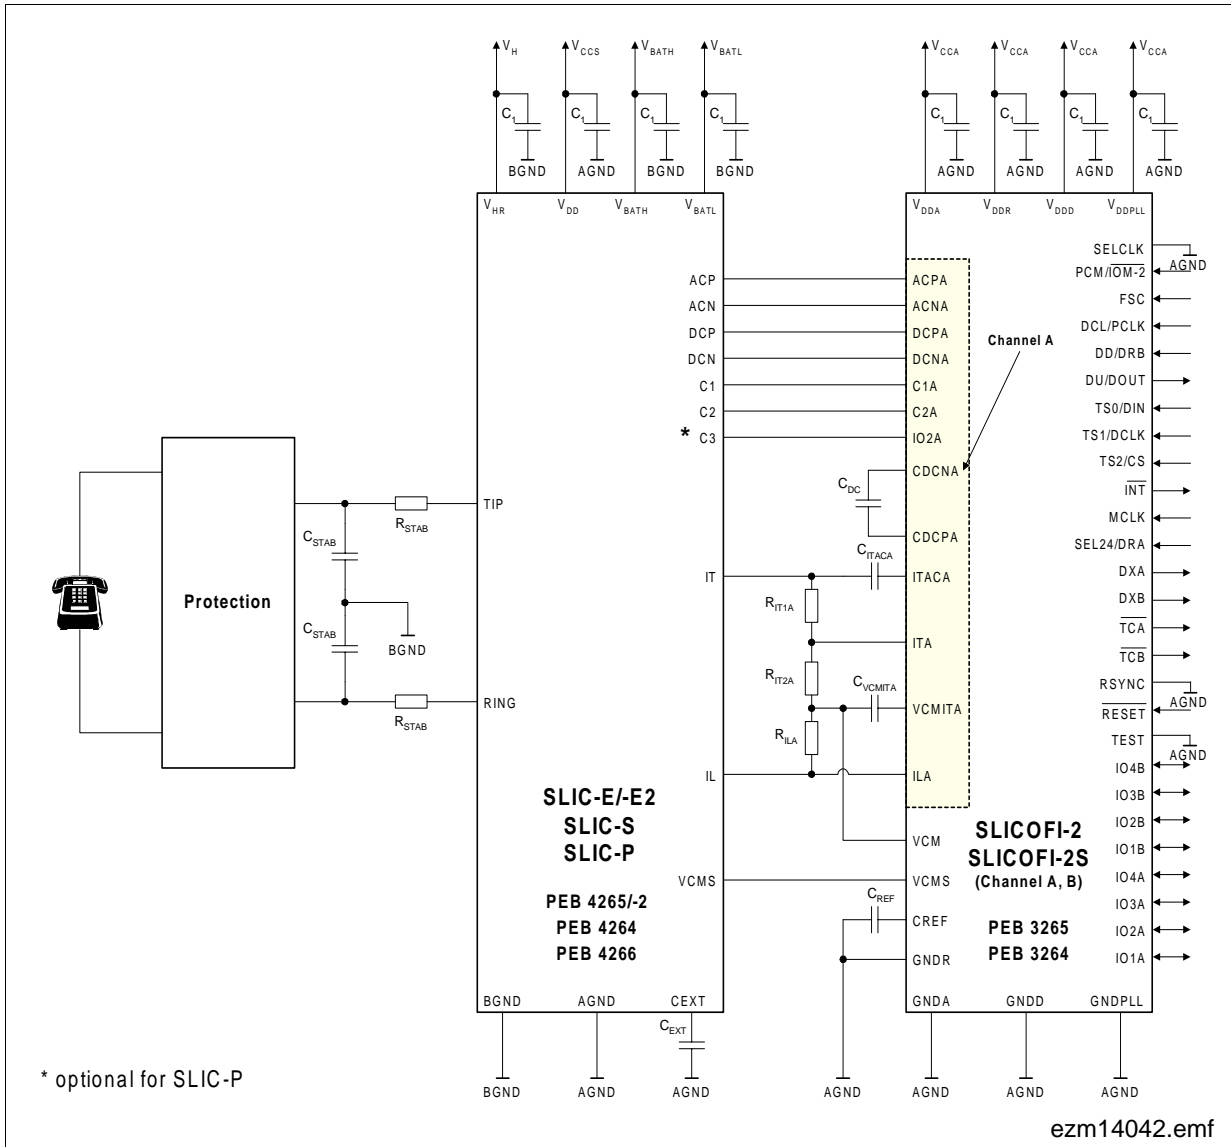 V_H V_CCS V_BATH V_BATL V_CCA V_CCA V_CCA V_CCA
C_1 C_1 C_1 C_1 C_1 C_1 C_1 C_1
BGND AGND BGND BGND AGND AGND AGND AGND
V_HR V_DD V_BATH V_BATL V_DDA V_DDR V_DDD V_DDPLL
SELCLK AGND
PCM/IOM-2
ACP ACPA
FSC
ACN ACNA
DCL/PCLK
DCP DCPA
Channel A
DD/DRB
DCN DCNA
DU/DOUT
C1 C1A
TS0/DIN
C2 C2A
TS1/DCLK
* C3 IO2A
TS2/CS
CDCNA
C_DC
INT
TIP
R_STAB
MCLK
C_STAB
CDCPA
SEL24/DRA
C_ITACA
IT ITACA
DXA
R_IT1A
DXB
Protection
C_STAB
TCA
BGND
ITA
TCB
R_IT2A
C_VCMITA
RSYNC AGND
RING
R_STAB
VCMITA
RESET
R_ILA
TEST AGND
IL ILA
IO4B
SLIC-E/-E2
SLIC-S
SLIC-P
IO3B
IO2B
VCM
SLICOFI-2
SLICOFI-2S
(Channel A, B)
IO1B
VCMS VCMS
IO4A
PEB 4265/-2
PEB 4264
PEB 4266
C_REF
CREF
PEB 3265
PEB 3264
IO3A
IO2A
GNDR
IO1A
BGND AGND CEXT GNDA GNDD GNDPLL
C_EXT
* optional for SLIC-P
BGND AGND AGND AGND AGND AGND AGND
ezm14042.emf